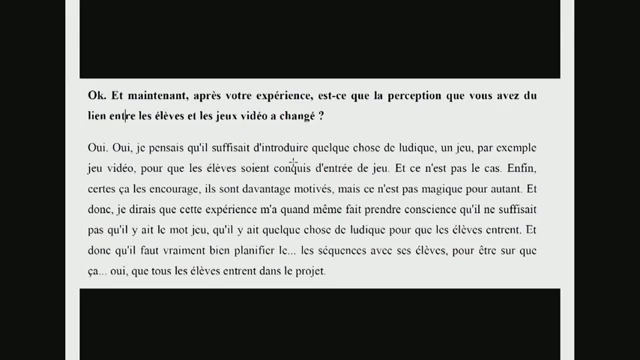 Ok. Et maintenant, après votre expérience, est-ce que la perception que vous avez du
lien entre les élèves et les jeux vidéo a changé ?
Oui. Oui, je pensais qu'il suffisait d'introduire quelque chose de ludique, un jeu, par exemple
jeu vidéo, pour que les élèves soient conquis d'entrée de jeu. Et ce n'est pas le cas. Enfin,
certes ça les encourage, ils sont davantage motivés, mais ce n'est pas magique pour autant. Et
donc, je dirais que cette expérience m'a quand même fait prendre conscience qu'il ne suffisait
pas qu'il y ait le mot jeu, qu'il y ait quelque chose de ludique pour que les élèves entrent. Et
donc qu'il faut vraiment bien planifier le... les séquences avec ses élèves, pour être sur que
ça... oui, que tous les élèves entrent dans le projet.